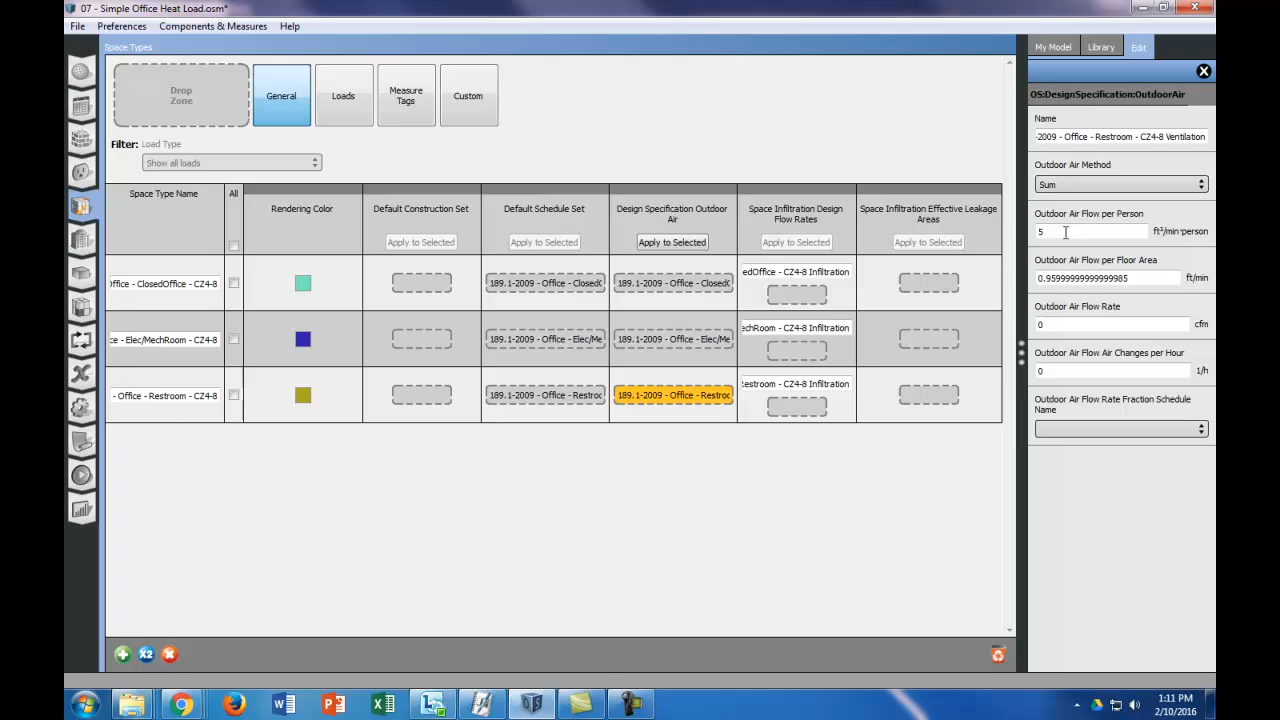 07 - Simple Office Heat Load.osm*
File Preferences Components & Measures Help
Space Types
My Model Library Edit
Drop Zone
General
Loads
Measure Tags
Custom
Filter: Load Type
Show all loads
Space Type Name
All
Rendering Color
Default Construction Set
Default Schedule Set
Design Specification Outdoor Air
Space Infiltration Design Flow Rates
Space Infiltration Effective Leakage Areas
Apply to Selected
Apply to Selected
Apply to Selected
Apply to Selected
Apply to Selected
ffice - ClosedOffice - CZ4-8
189.1-2009 - Office - Closed
189.1-2009 - Office - Closed
edOffice - CZ4-8 Infiltration
ce - Elec/MechRoom - CZ4-8
189.1-2009 - Office - Elec/Me
189.1-2009 - Office - Elec/Me
echRoom - CZ4-8 Infiltration
- Office - Restroom - CZ4-8
189.1-2009 - Office - Restroo
189.1-2009 - Office - Restroo
estroom - CZ4-8 Infiltration
OS:DesignSpecification:OutdoorAir
Name
-2009 - Office - Restroom - CZ4-8 Ventilation
Outdoor Air Method
Sum
Outdoor Air Flow per Person
5 ft³/min·person
Outdoor Air Flow per Floor Area
0.95999999999999985 ft/min
Outdoor Air Flow Rate
0 cfm
Outdoor Air Flow Air Changes per Hour
0 1/h
Outdoor Air Flow Rate Fraction Schedule
Name
X2
1:11 PM
2/10/2016